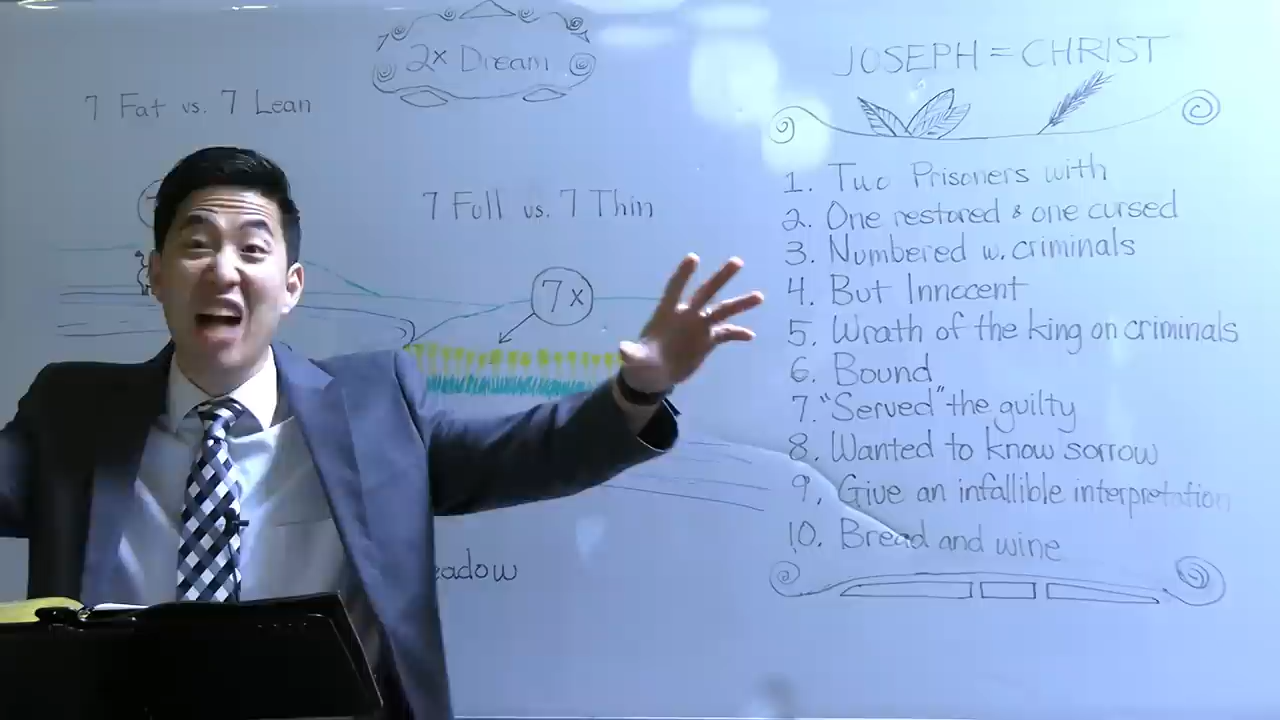 2x Dream
7 Fat vs. 7 Lean
7 Full vs. 7 Thin
7x
eadow
JOSEPH = CHRIST
1. Two Prisoners with
2. One restored & one cursed
3. Numbered w. criminals
4. But Innocent
5. Wrath of the king on criminals
6. Bound
7. "Served" the guilty
8. Wanted to know sorrow
9. Give an infallible interpretation
10. Bread and wine